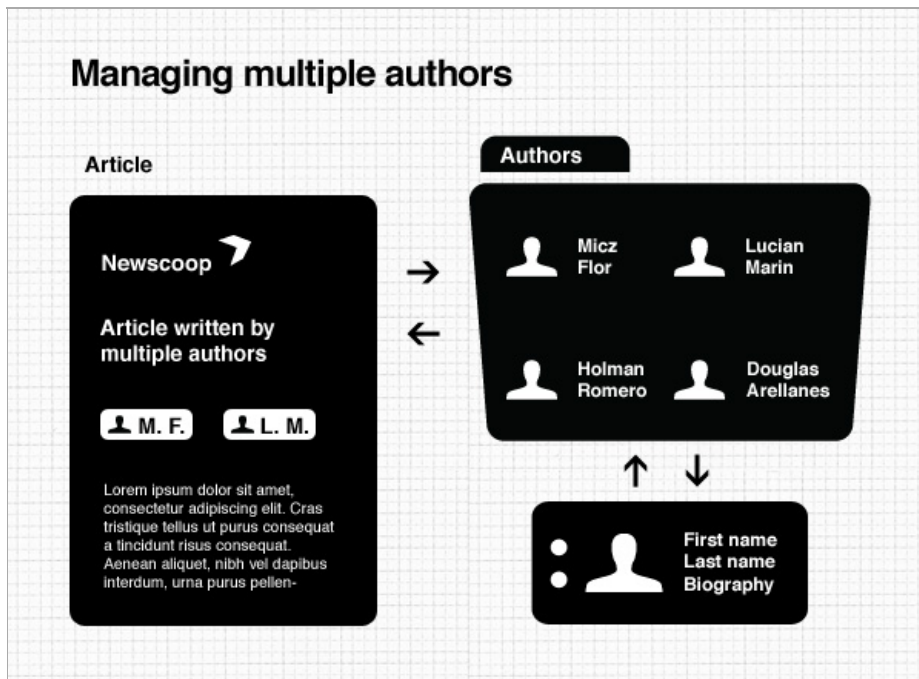 Managing multiple authors
Article
Newscoop
Article written by
multiple authors
M. F.
L. M.
Lorem ipsum dolor sit amet,
consectetur adipiscing elit. Cras
tristique tellus ut purus consequat
a tincidunt risus consequat.
Aenean aliquet, nibh vel dapibus
interdum, urna purus pellen-
Authors
Micz
Flor
Lucian
Marin
Holman
Romero
Douglas
Arellanes
First name
Last name
Biography